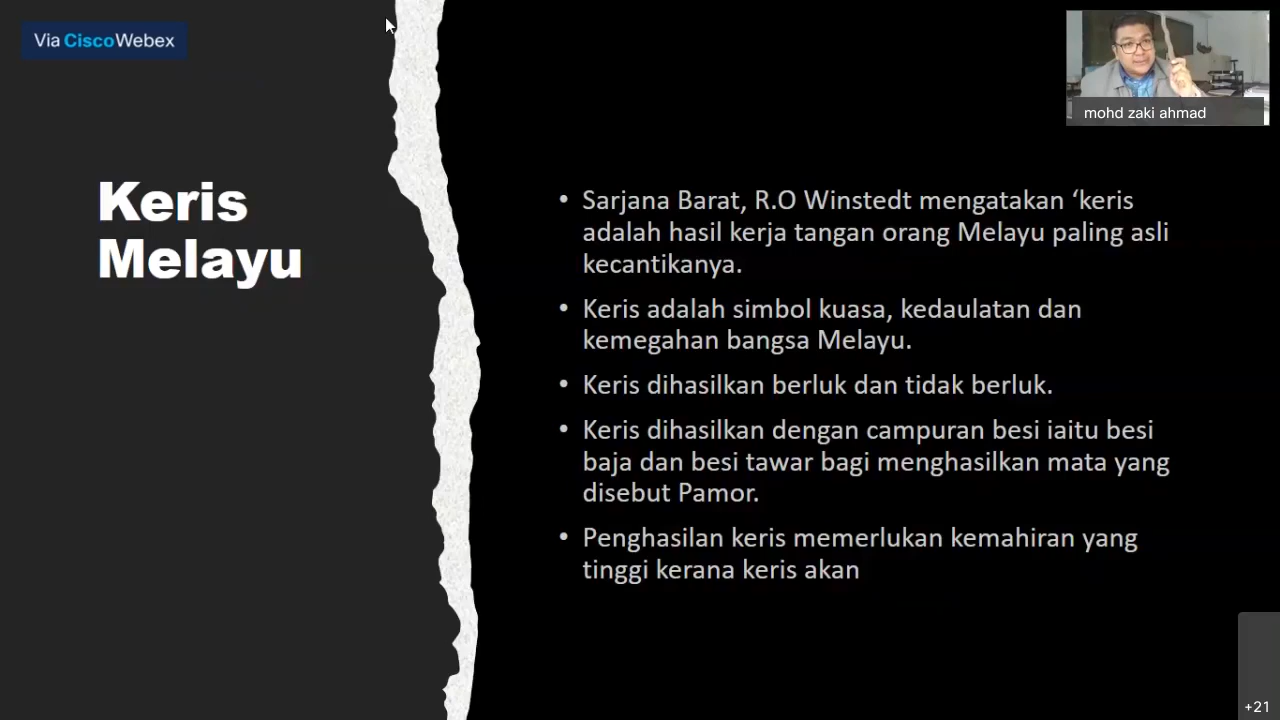 Via CiscoWebex
mohd zaki ahmad
Keris
Melayu
• Sarjana Barat, R.O Winstedt mengatakan ‘keris
adalah hasil kerja tangan orang Melayu paling asli
kecantikanya.
• Keris adalah simbol kuasa, kedaulatan dan
kemegahan bangsa Melayu.
• Keris dihasilkan berluk dan tidak berluk.
• Keris dihasilkan dengan campuran besi iaitu besi
baja dan besi tawar bagi menghasilkan mata yang
disebut Pamor.
• Penghasilan keris memerlukan kemahiran yang
tinggi kerana keris akan
+21